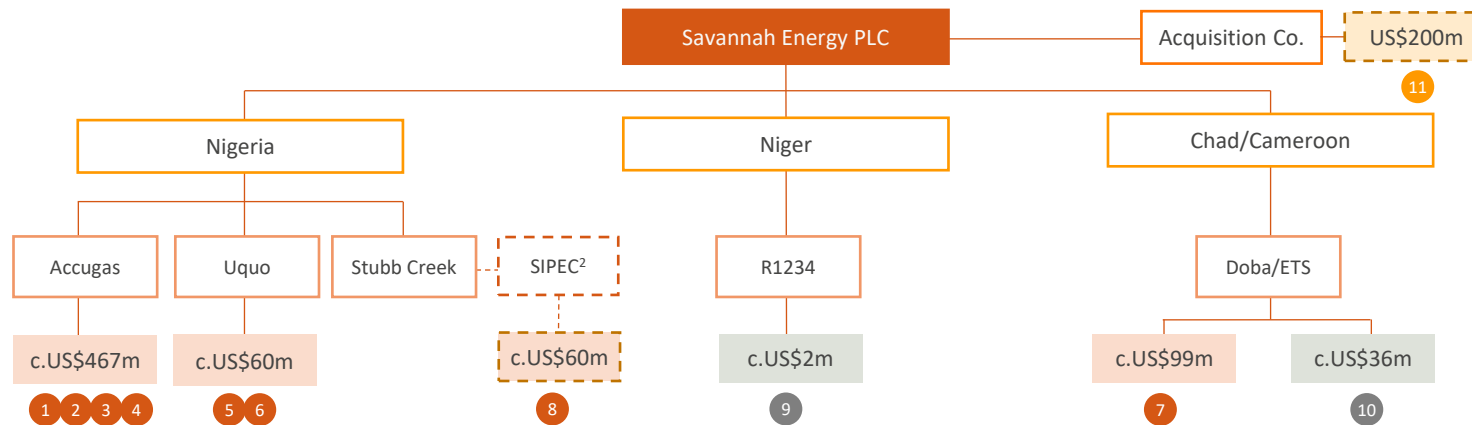 Savannah Energy PLC
Acquisition Co.
US$200m
11
Nigeria
Niger
Chad/Cameroon
Accugas
Uquo
Stubb Creek
SIPEC²
R1234
Doba/ETS
c.US$467m
c.US$60m
c.US$60m
c.US$2m
c.US$99m
c.US$36m
1 2 3 4
5 6
8
9
7
10